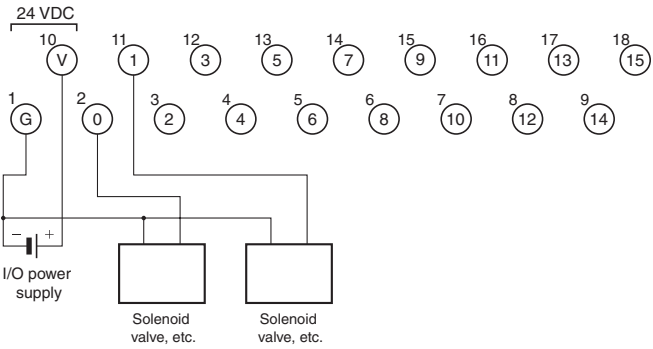 24 VDC
10 11 12 13 14 15 16 17 18
V 1 3 5 7 9 11 13 15
1 2 3 4 5 6 7 8 9
G 0 2 4 6 8 10 12 14
− +
I/O power
supply
Solenoid
valve, etc.
Solenoid
valve, etc.